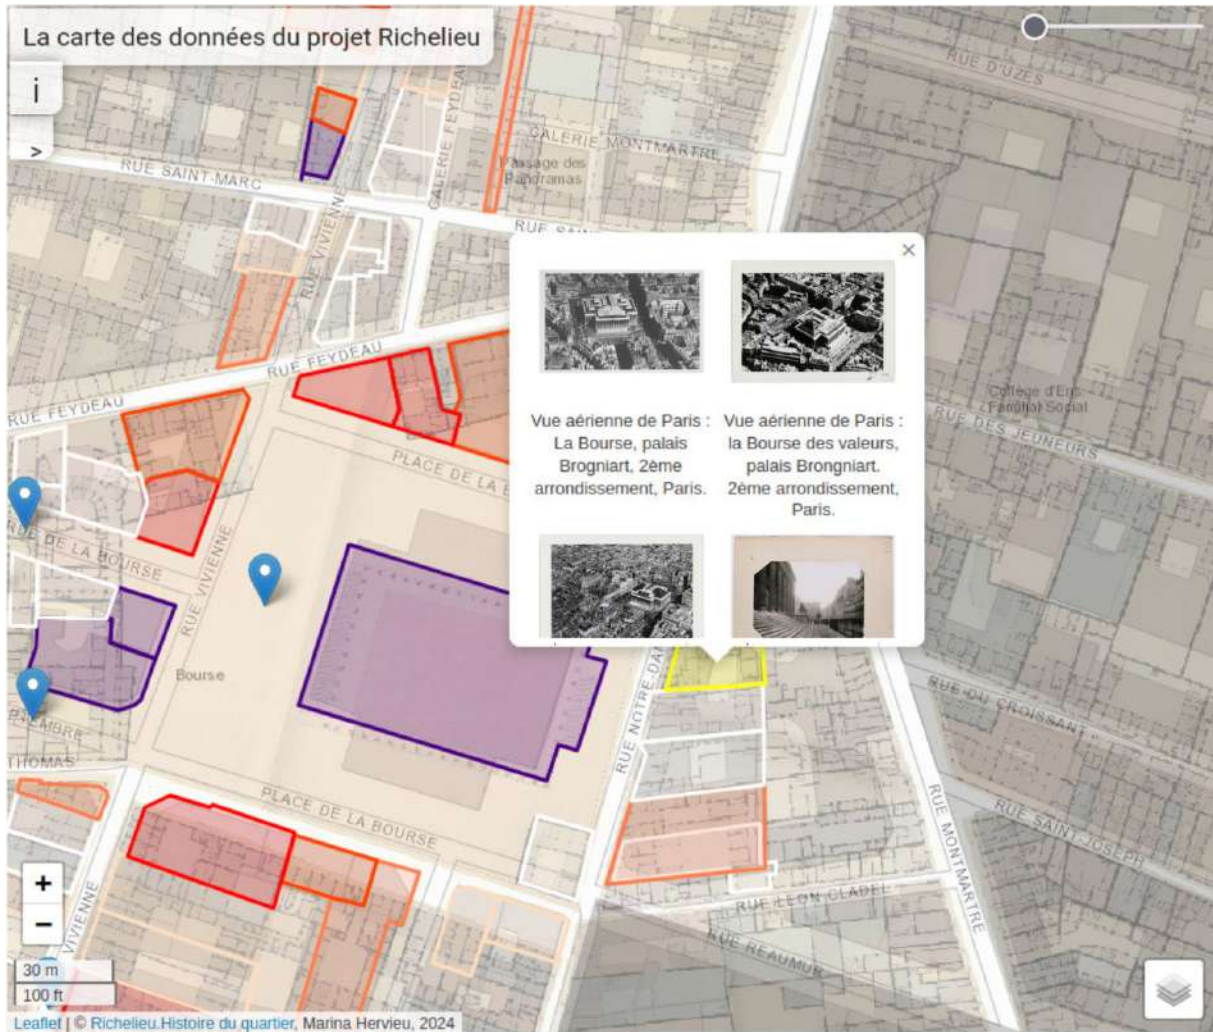 La carte des données du projet Richelieu
i
>
RUE D'UZÈS
GALERIE FEYDEAU
GALERIE MONTMARTRE
Passage des
Panoramas
RUE SAINT-MARC
RUE VIVIENNE
×
RUE FEYDEAU
RUE FEYDEAU
Vue aérienne de Paris :
La Bourse, palais
Brogniart, 2ème
arrondissement, Paris.
Vue aérienne de Paris :
la Bourse des valeurs,
palais Brongniart.
2ème arrondissement,
Paris.
RUE DES JEUNEURS
PLACE DE LA
RUE DE LA BOURSE
RUE VIVIENNE
Bourse
THOMAS
RUE NOTRE-DA
RUE DU CROISSANT
PLACE DE LA BOURSE
RUE SAINT-JOSEPH
RUE MONTMARTRE
RUE LÉON CLADEL
RUE RÉAUMUR
VIVIENNE
+
−
30 m
100 ft
Leaflet | © Richelieu.Histoire du quartier, Marina Hervieu, 2024